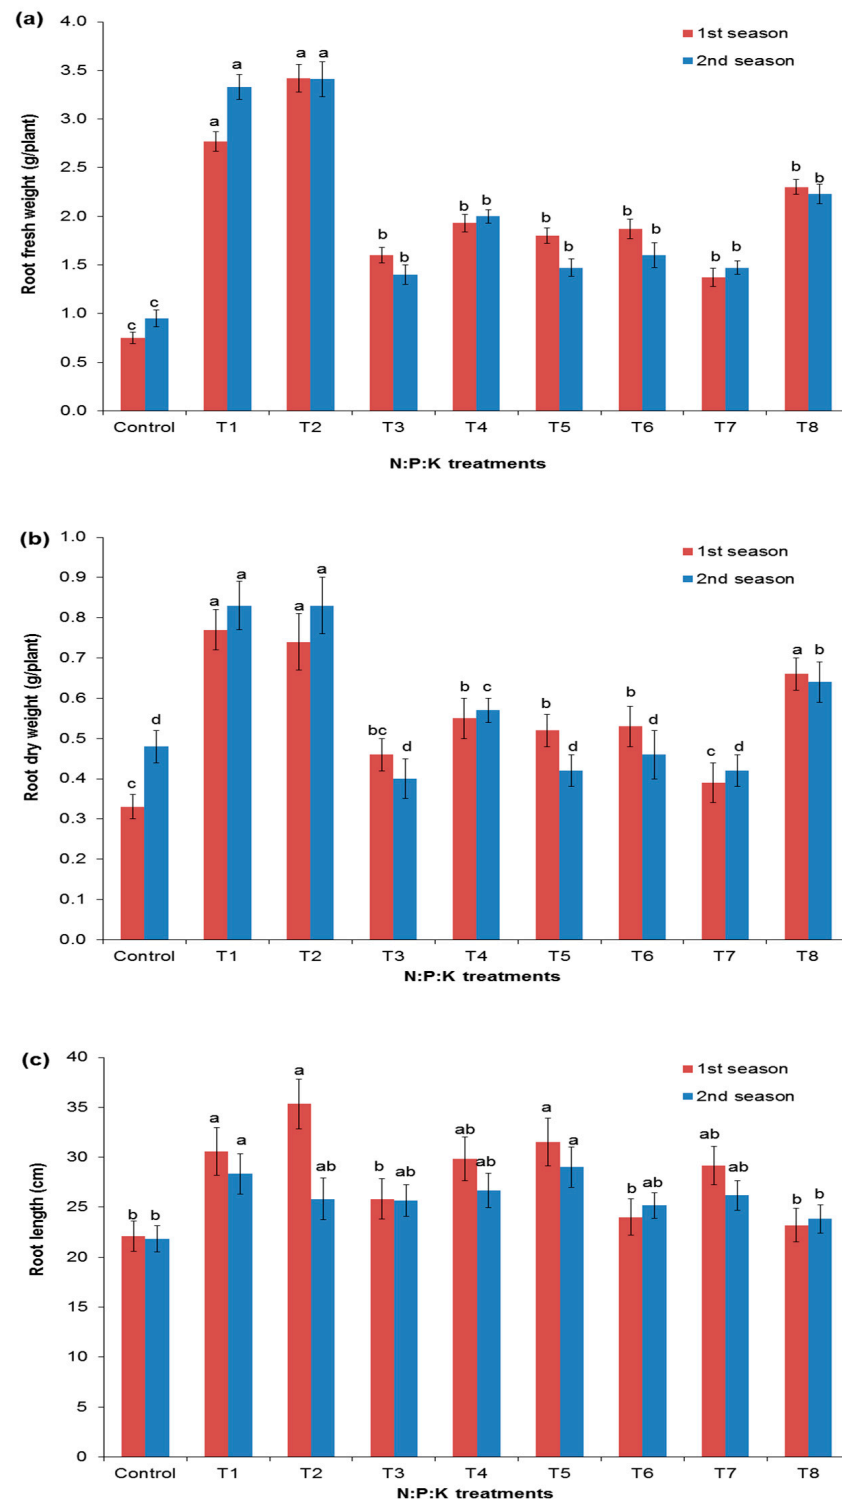 (a)
4.0
3.5
3.0
2.5
2.0
1.5
1.0
0.5
0.0
Root fresh weight (g/plant)
1st season
2nd season
c c a a a a b b b b b b b b b b b b
Control T1 T2 T3 T4 T5 T6 T7 T8
N:P:K treatments
(b)
1.0
0.9
0.8
0.7
0.6
0.5
0.4
0.3
0.2
0.1
0.0
Root dry weight (g/plant)
1st season
2nd season
c d a a a a bc d b c b d b d c d a b
Control T1 T2 T3 T4 T5 T6 T7 T8
N:P:K treatments
(c)
40
35
30
25
20
15
10
5
0
Root length (cm)
1st season
2nd season
b b a a a ab b ab ab ab a a b ab ab ab b b
Control T1 T2 T3 T4 T5 T6 T7 T8
N:P:K treatments